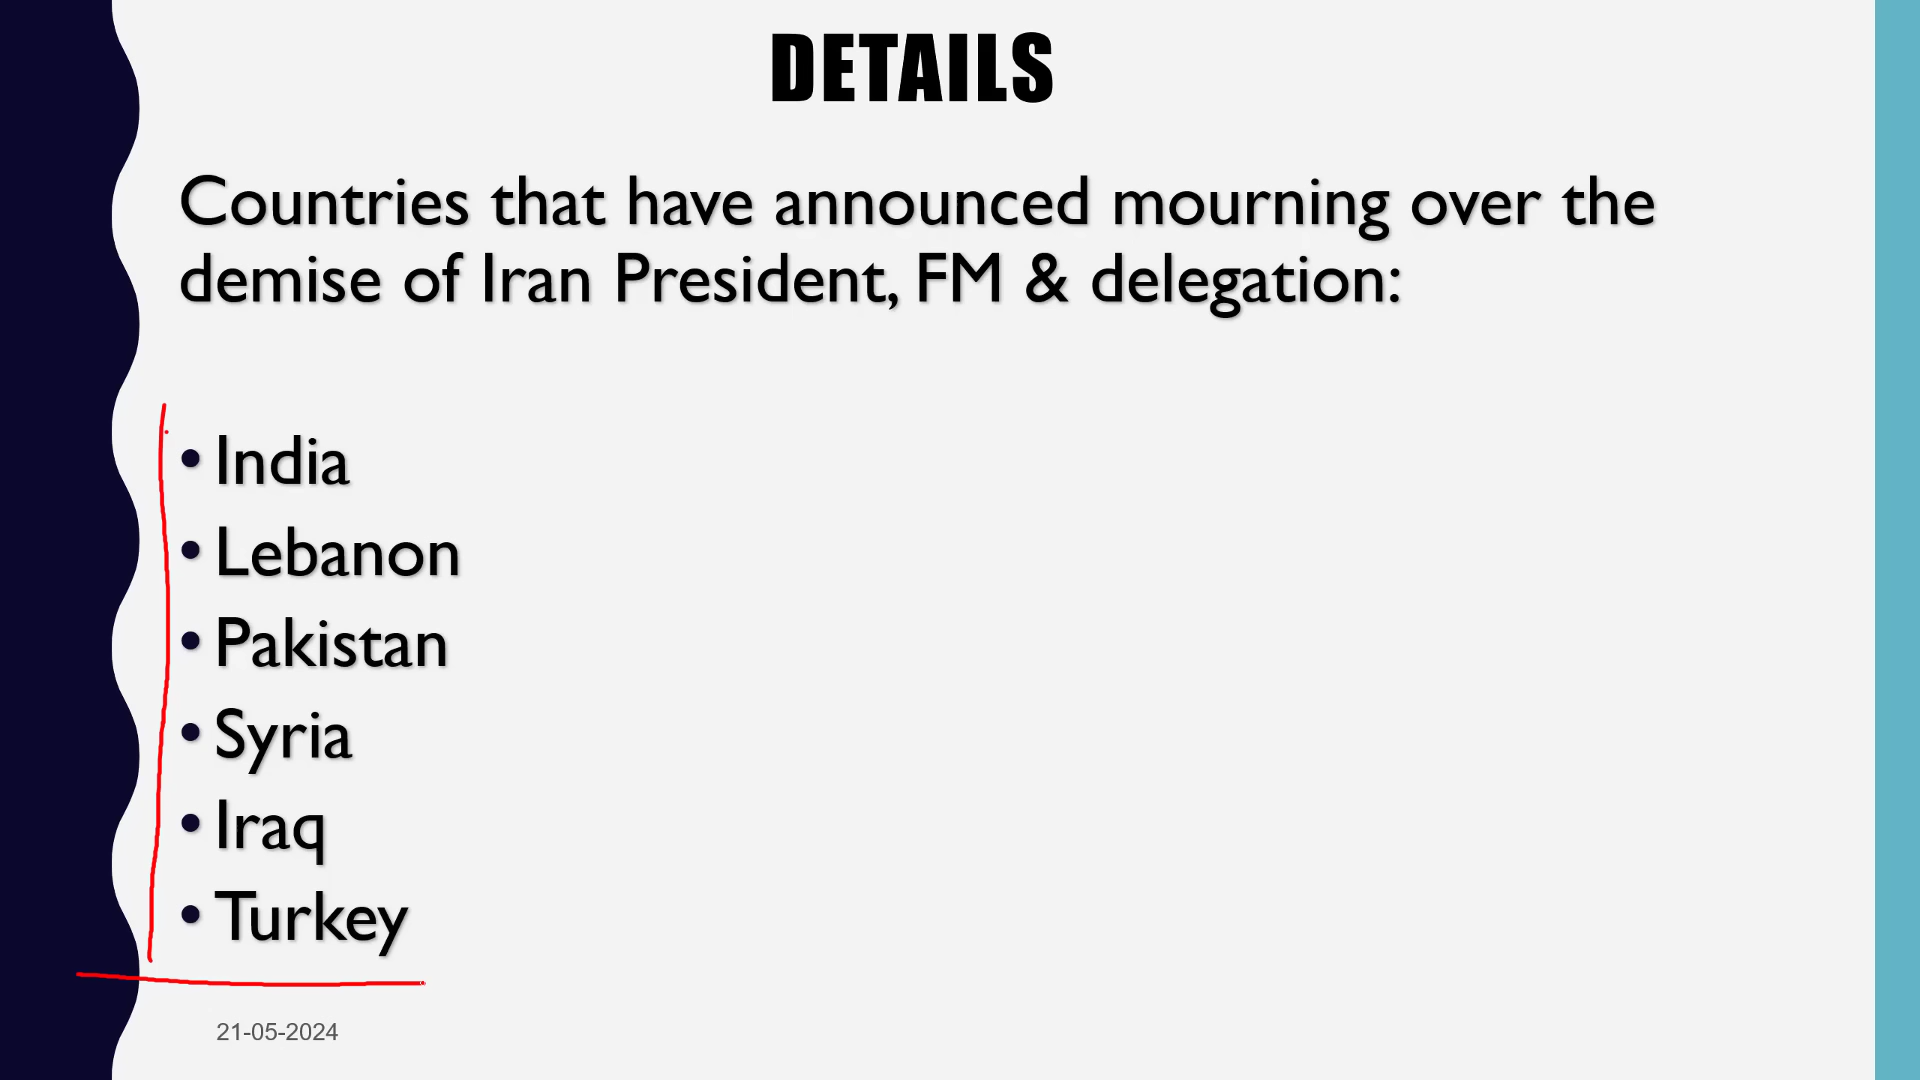 DETAILS
Countries that have announced mourning over the
demise of Iran President, FM & delegation:
• India
• Lebanon
• Pakistan
• Syria
• Iraq
• Turkey
21-05-2024